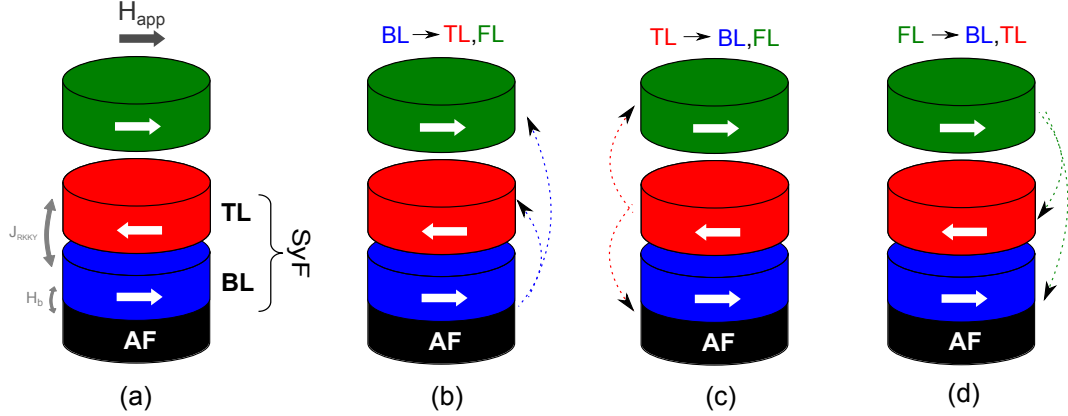 H_app
BL → TL,FL
TL → BL,FL
FL → BL,TL
J_RKKY
TL
SyF
H_b
BL
AF
AF
AF
AF
(a)
(b)
(c)
(d)